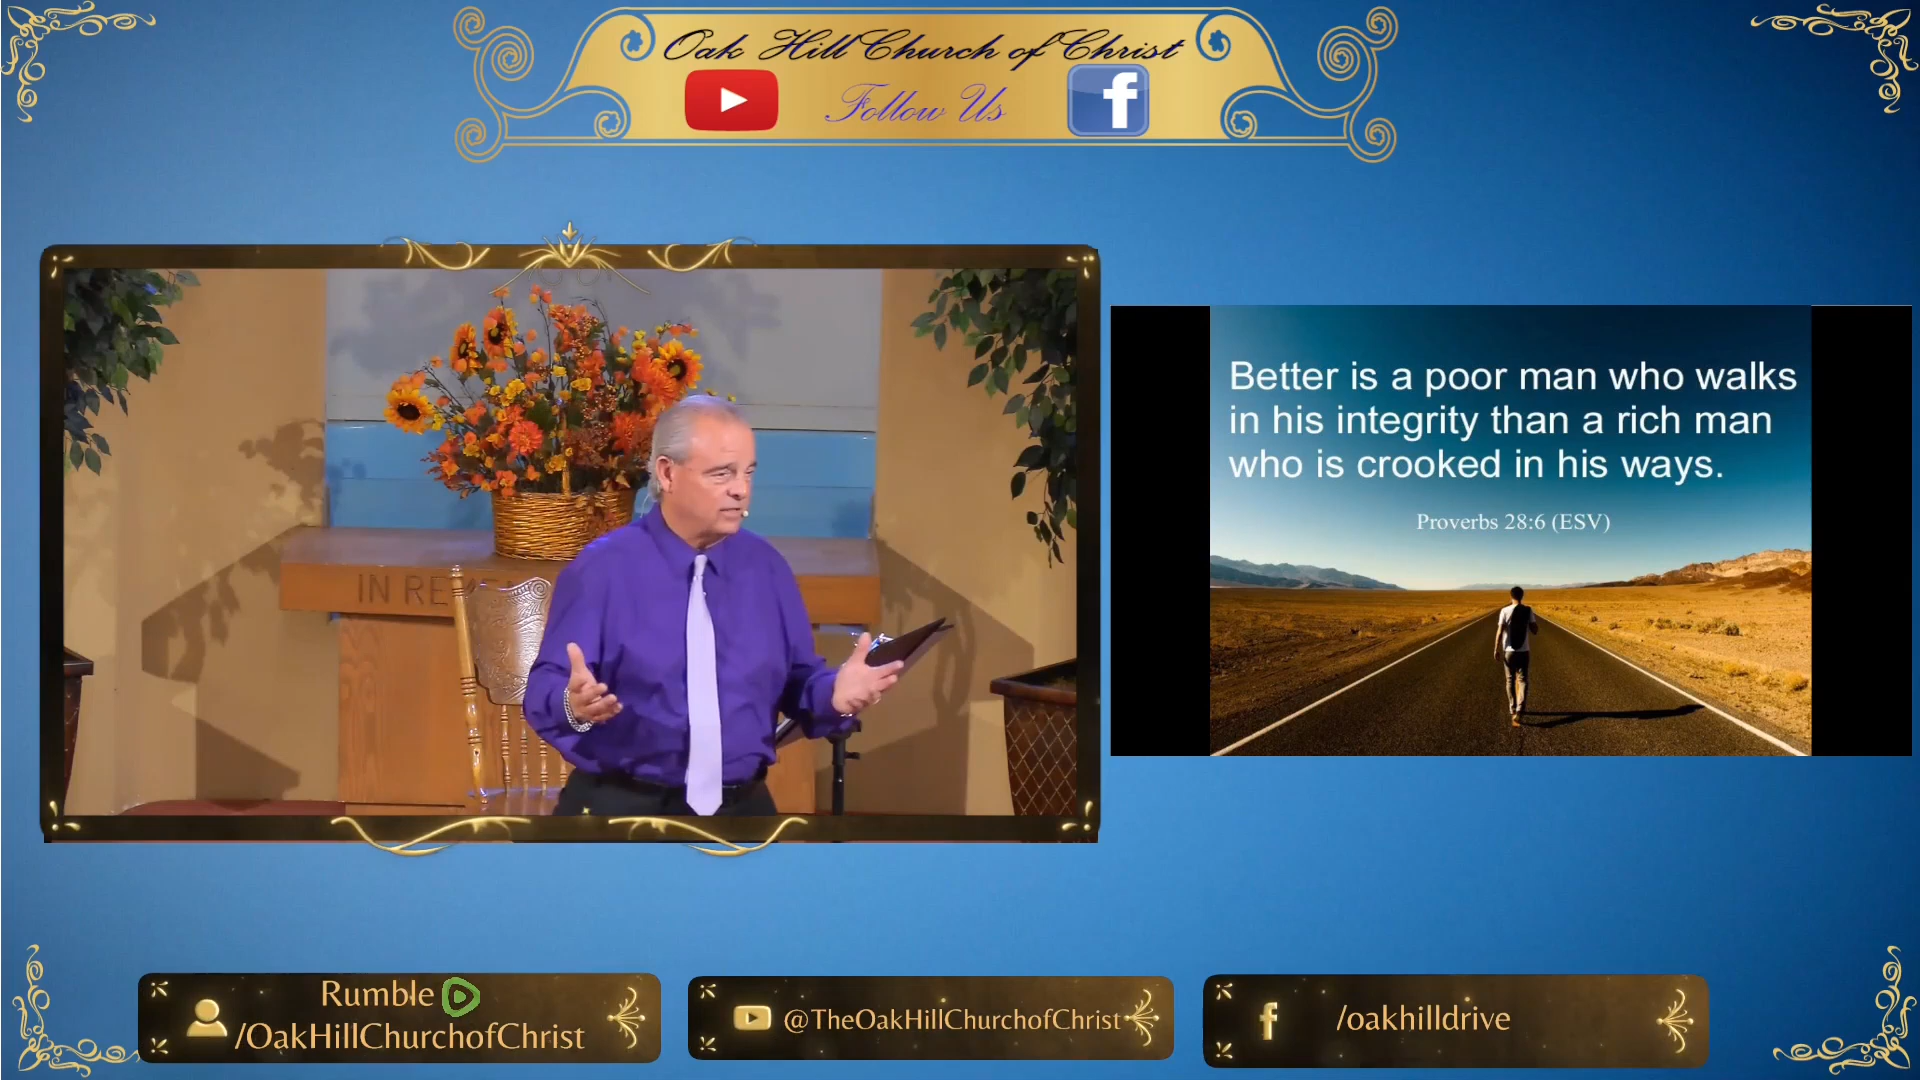 Oak Hill Church of Christ
Follow Us
IN RE
Better is a poor man who walks
in his integrity than a rich man
who is crooked in his ways.
Proverbs 28:6 (ESV)
Rumble
/OakHillChurchofChrist
@TheOakHillChurchofChrist
/oakhilldrive